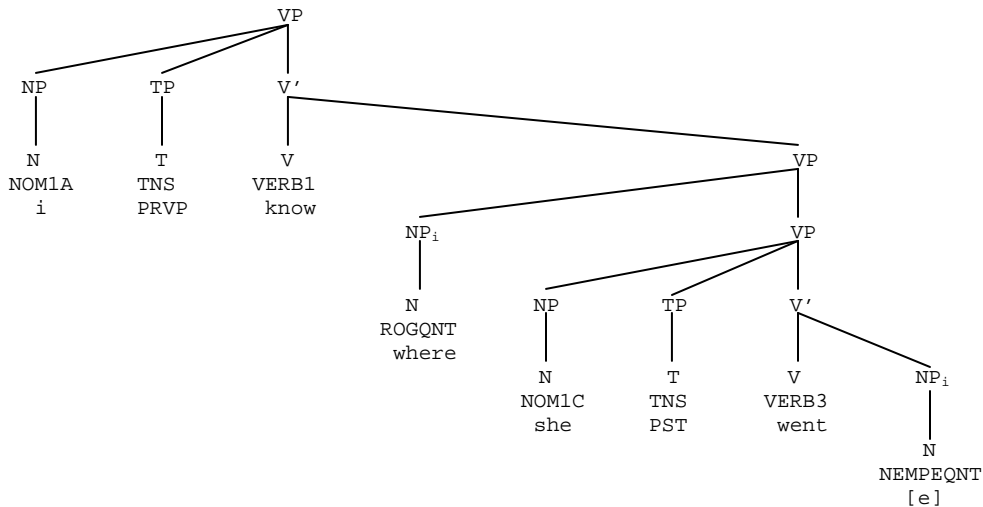 VP
NP TP V’
N T V VP
NOM1A TNS VERB1
i PRVP know
NPi VP
N NP TP V’
ROGQNT
where
N T V NPi
NOM1C TNS VERB3
she PST went
N
NEMPEQNT
[e]